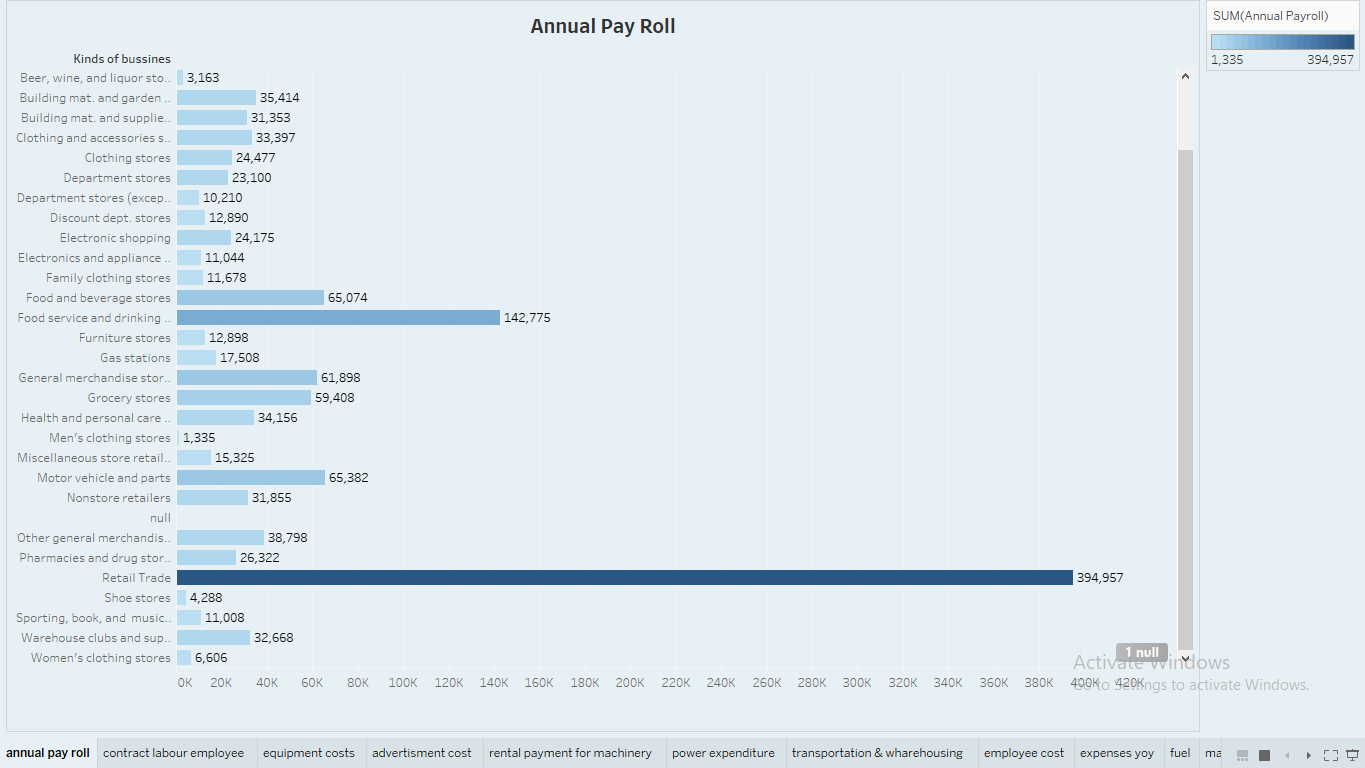 Annual Pay Roll
SUM(Annual Payroll)
1,335 394,957
Kinds of bussines
Beer, wine, and liquor sto.. 3,163
Building mat. and garden .. 35,414
Building mat. and supplie.. 31,353
Clothing and accessories s.. 33,397
Clothing stores 24,477
Department stores 23,100
Department stores (excep.. 10,210
Discount dept. stores 12,890
Electronic shopping 24,175
Electronics and appliance .. 11,044
Family clothing stores 11,678
Food and beverage stores 65,074
Food service and drinking .. 142,775
Furniture stores 12,898
Gas stations 17,508
General merchandise stor.. 61,898
Grocery stores 59,408
Health and personal care .. 34,156
Men's clothing stores 1,335
Miscellaneous store retail.. 15,325
Motor vehicle and parts 65,382
Nonstore retailers 31,855
null
Other general merchandis.. 38,798
Pharmacies and drug stor.. 26,322
Retail Trade 394,957
Shoe stores 4,288
Sporting, book, and music.. 11,008
Warehouse clubs and sup.. 32,668
Women's clothing stores 6,606
1 null
Activate Windows
Go to Settings to activate Windows.
0K 20K 40K 60K 80K 100K 120K 140K 160K 180K 200K 220K 240K 260K 280K 300K 320K 340K 360K 380K 400K 420K
annual pay roll contract labour employee equipment costs advertisment cost rental payment for machinery power expenditure transportation & wharehousing employee cost expenses yoy fuel ma